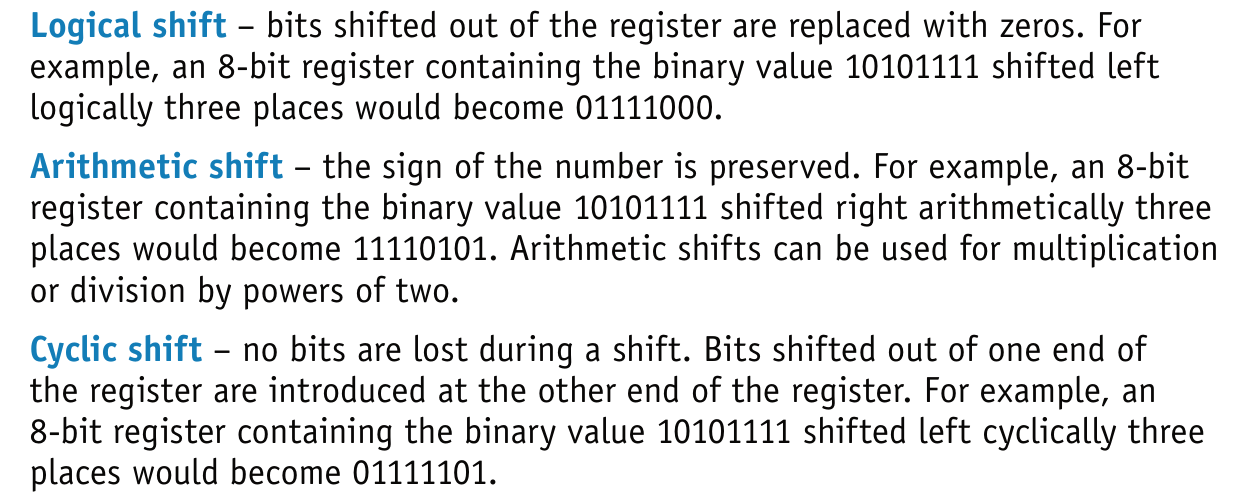 Logical shift – bits shifted out of the register are replaced with zeros. For
example, an 8-bit register containing the binary value 10101111 shifted left
logically three places would become 01111000.
Arithmetic shift – the sign of the number is preserved. For example, an 8-bit
register containing the binary value 10101111 shifted right arithmetically three
places would become 11110101. Arithmetic shifts can be used for multiplication
or division by powers of two.
Cyclic shift – no bits are lost during a shift. Bits shifted out of one end of
the register are introduced at the other end of the register. For example, an
8-bit register containing the binary value 10101111 shifted left cyclically three
places would become 01111101.